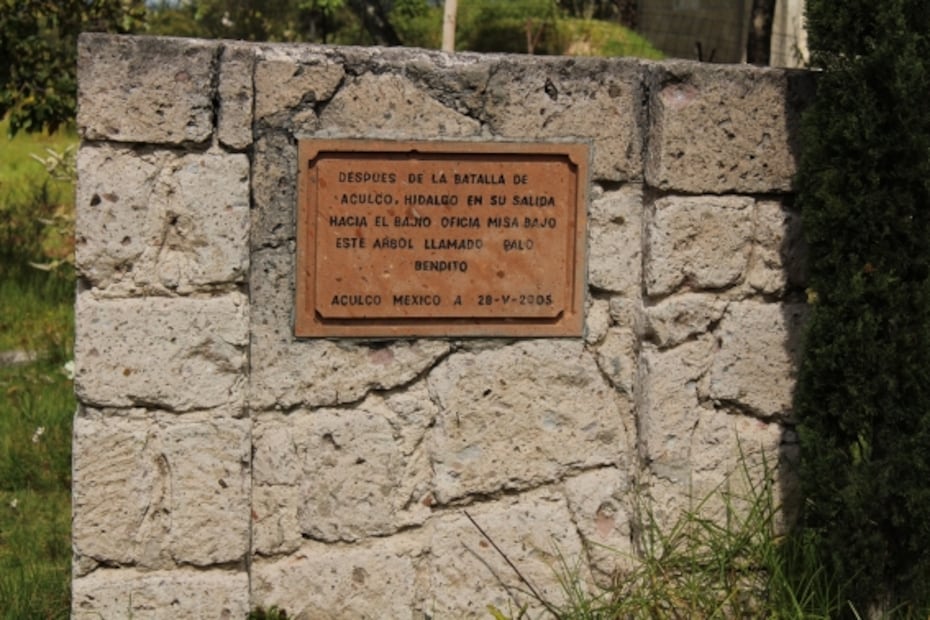 DESPUES DE LA BATALLA DE
ACULCO, HIDALGO EN SU SALIDA
HACIA EL BAJIO OFICIA MISA BAJO
ESTE ARBOL LLAMADO PALO
BENDITO
ACULCO MEXICO A 28-V-2005